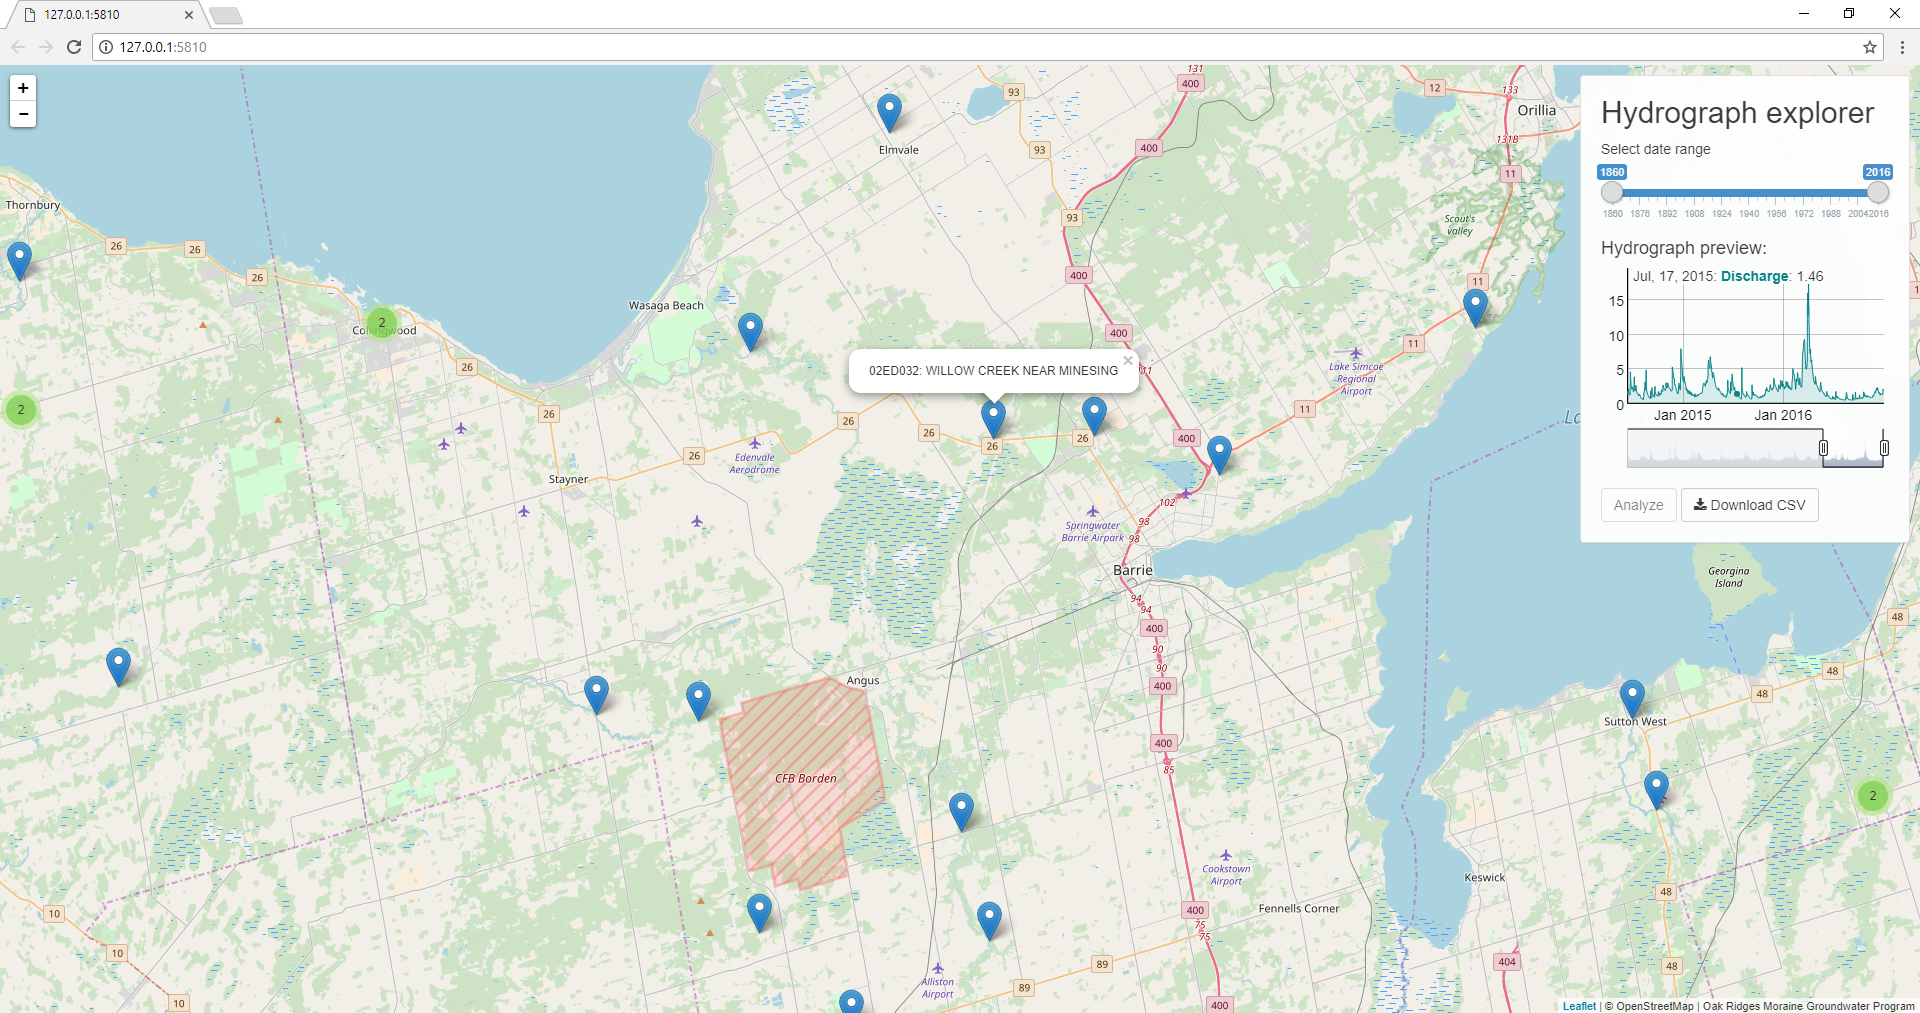 127.0.0.1:5810
127.0.0.1:5810
+
-
Hydrograph explorer
Select date range
1860 2016
1860 1876 1892 1908 1924 1940 1956 1972 1988 2004 2016
Hydrograph preview:
Jul, 17, 2015: Discharge: 1.46
15
10
5
0
Jan 2015 Jan 2016
Analyze Download CSV
02ED032: WILLOW CREEK NEAR MINESING
×
131
400
93
12
133
Orillia
131B
Elmvale
93
400
11
Thornbury
93
Scout's
valley
26
26
26
400
11
Wasaga Beach
2
Collingwood
400
11
Lake Simcoe
Regional
Airport
26
2
26
26
26
26
26
400
11
Edenvale
Aerodrome
26
Stayner
102
Springwater
Barrie Airpark
98
98
Barrie
Georgina
Island
94
94
400
90
90
48
Angus
400
48
48
Sutton West
400
85
CFB Borden
2
Cookstown
Airport
Keswick
48
10
400
75
75
Fennells Corner
10
89
89
404
48
Alliston
Airport
10
400
Leaflet | © OpenStreetMap | Oak Ridges Moraine Groundwater Program